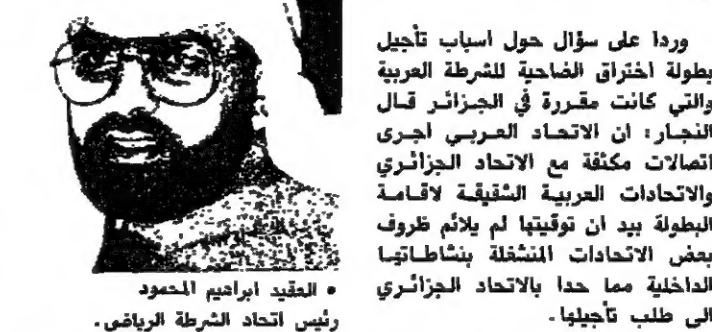 وردا على سؤال حول اسباب تأجيل
بطولة اختراق الضاحية للشرطة العربية
والتي كانت مقررة في الجزائر قال
النجار: ان الاتحاد العربي اجرى
اتصالات مكثفة مع الاتحاد الجزائري
والاتحادات العربية الشقيقة لاقامة
البطولة بيد ان توقيتها لم يلائم ظروف
بعض الاتحادات المنشغلة بنشاطاتها
الداخلية مما حدا بالاتحاد الجزائري
الى طلب تأجيلها.
• العقيد ابراهيم المحمود
رئيس اتحاد الشرطة الرياضي.